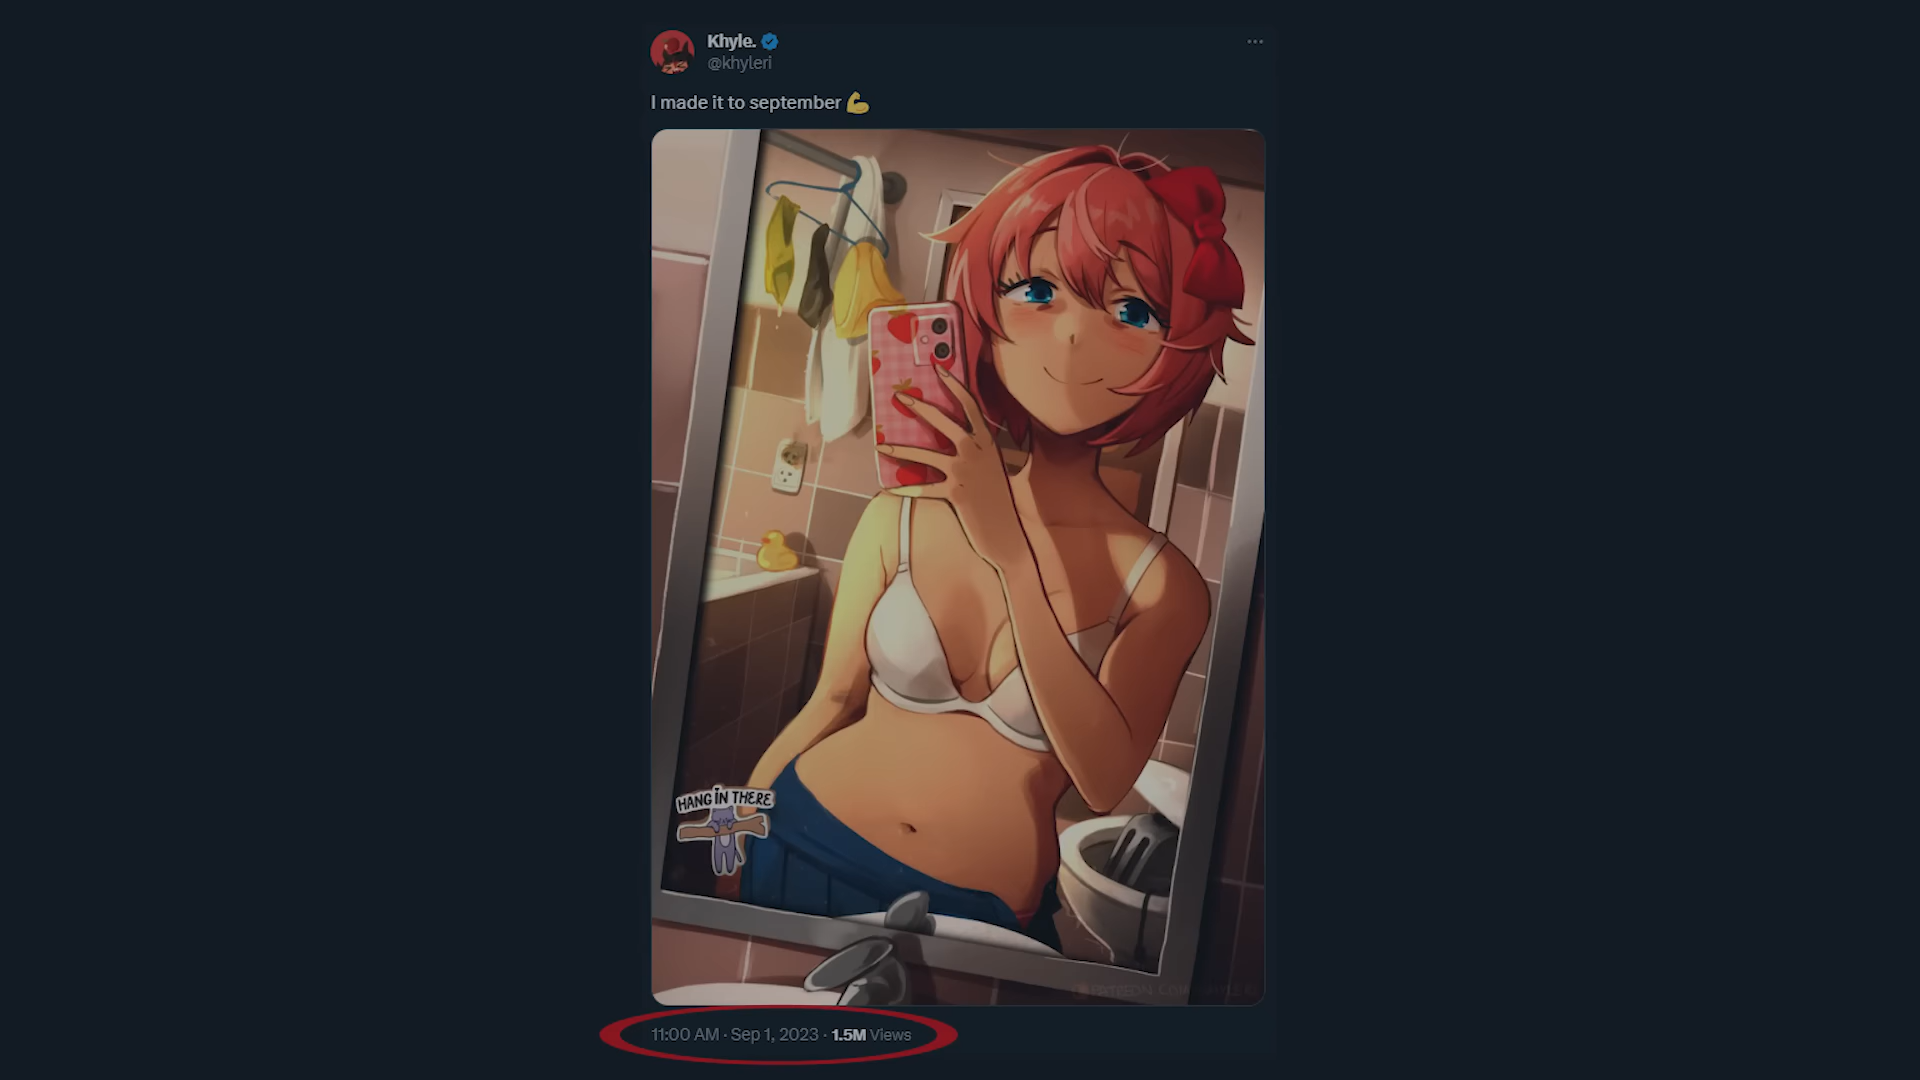 Khyle.
@khyleri
I made it to september 💪
HANG IN THERE
11:00 AM · Sep 1, 2023 · 1.5M Views